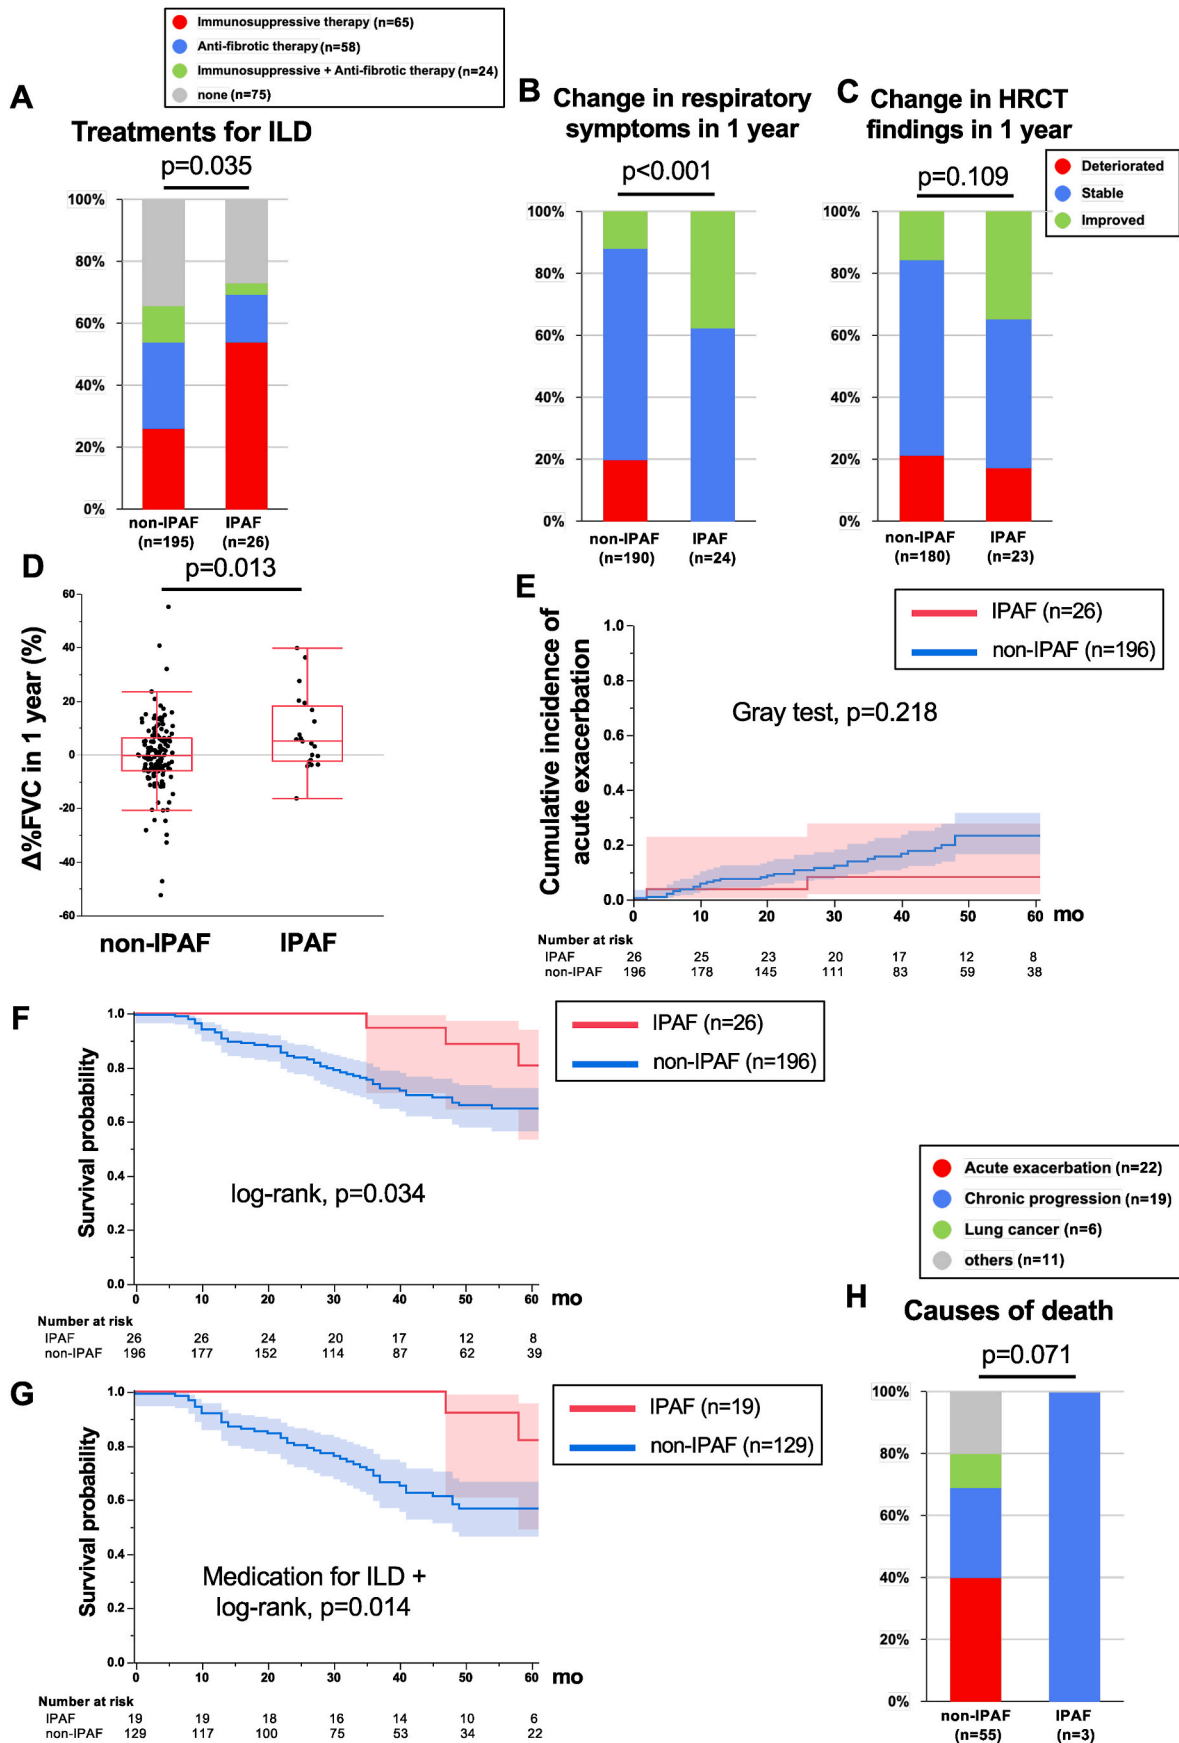 Immunosuppressive therapy (n=65)
Anti-fibrotic therapy (n=58)
Immunosuppressive + Anti-fibrotic therapy (n=24)
none (n=75)
A
Treatments for ILD
p=0.035
100%
80%
60%
40%
20%
0%
non-IPAF
(n=195)
IPAF
(n=26)
B
Change in respiratory
symptoms in 1 year
p<0.001
100%
80%
60%
40%
20%
0%
non-IPAF
(n=190)
IPAF
(n=24)
C
Change in HRCT
findings in 1 year
p=0.109
Deteriorated
Stable
Improved
100%
80%
60%
40%
20%
0%
non-IPAF
(n=180)
IPAF
(n=23)
D
p=0.013
Δ%FVC in 1 year (%)
60
40
20
0
-20
-40
-60
non-IPAF
IPAF
E
IPAF (n=26)
non-IPAF (n=196)
Cumulative incidence of
acute exacerbation
Gray test, p=0.218
1.0
0.8
0.6
0.4
0.2
0.0
0 10 20 30 40 50 60 mo
Number at risk
IPAF 26 25 23 20 17 12 8
non-IPAF 196 178 145 111 83 59 38
F
IPAF (n=26)
non-IPAF (n=196)
Survival probability
log-rank, p=0.034
1.0
0.8
0.6
0.4
0.2
0.0
0 10 20 30 40 50 60 mo
Number at risk
IPAF 26 26 24 20 17 12 8
non-IPAF 196 177 152 114 87 62 39
G
IPAF (n=19)
non-IPAF (n=129)
Survival probability
Medication for ILD +
log-rank, p=0.014
1.0
0.8
0.6
0.4
0.2
0.0
0 10 20 30 40 50 60 mo
Number at risk
IPAF 19 19 18 16 14 10 6
non-IPAF 129 117 100 75 53 34 22
Acute exacerbation (n=22)
Chronic progression (n=19)
Lung cancer (n=6)
others (n=11)
H
Causes of death
p=0.071
100%
80%
60%
40%
20%
0%
non-IPAF
(n=55)
IPAF
(n=3)